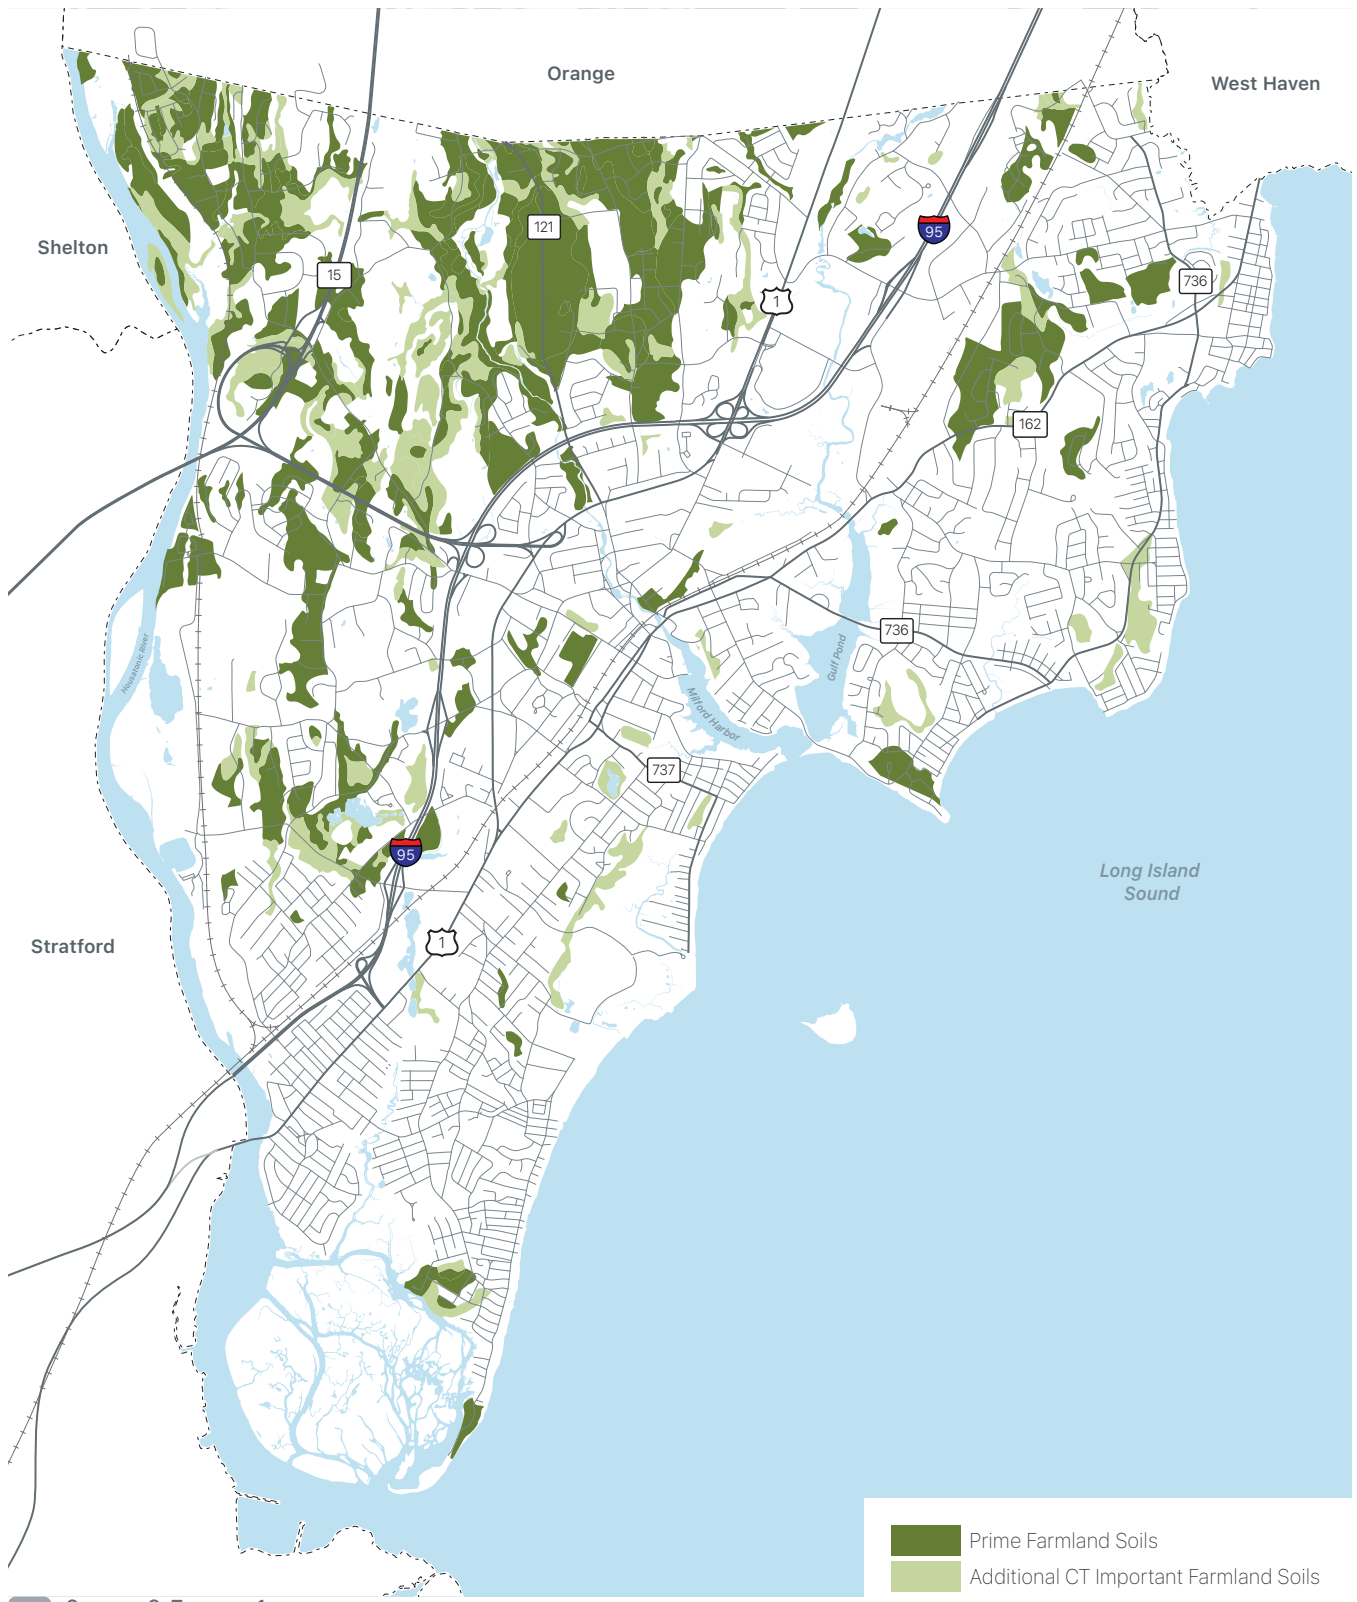 Orange
West Haven
Shelton
121
95
15
1
736
162
736
Housatonic River
Gulf Pond
Milford Harbor
737
95
Long Island
Sound
1
Stratford
Prime Farmland Soils
Additional CT Important Farmland Soils